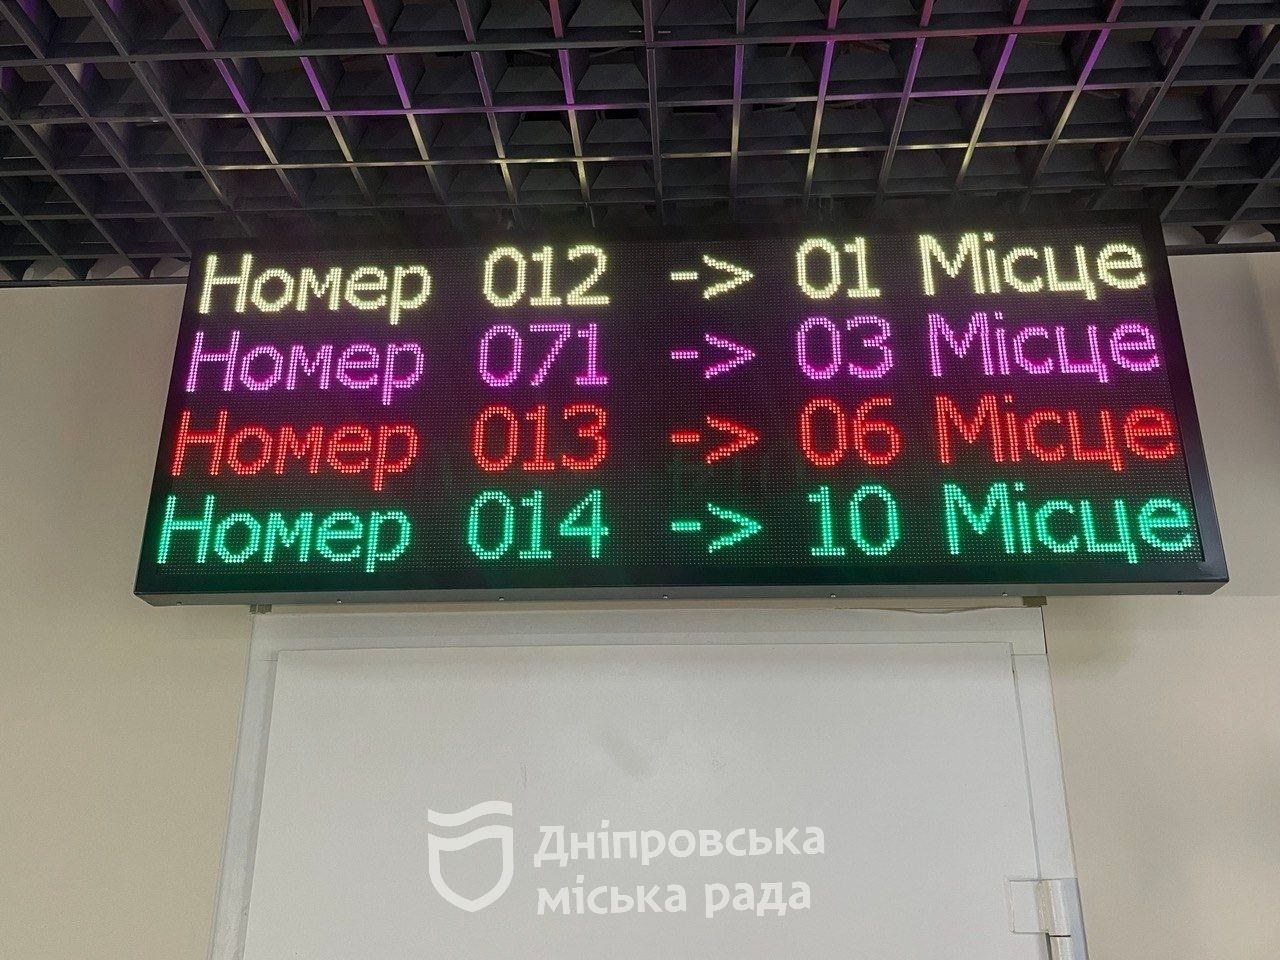 Номер 012 -> 01 Місце
Номер 071 -> 03 Місце
Номер 013 -> 06 Місце
Номер 014 -> 10 Місце
Дніпровська
міська рада